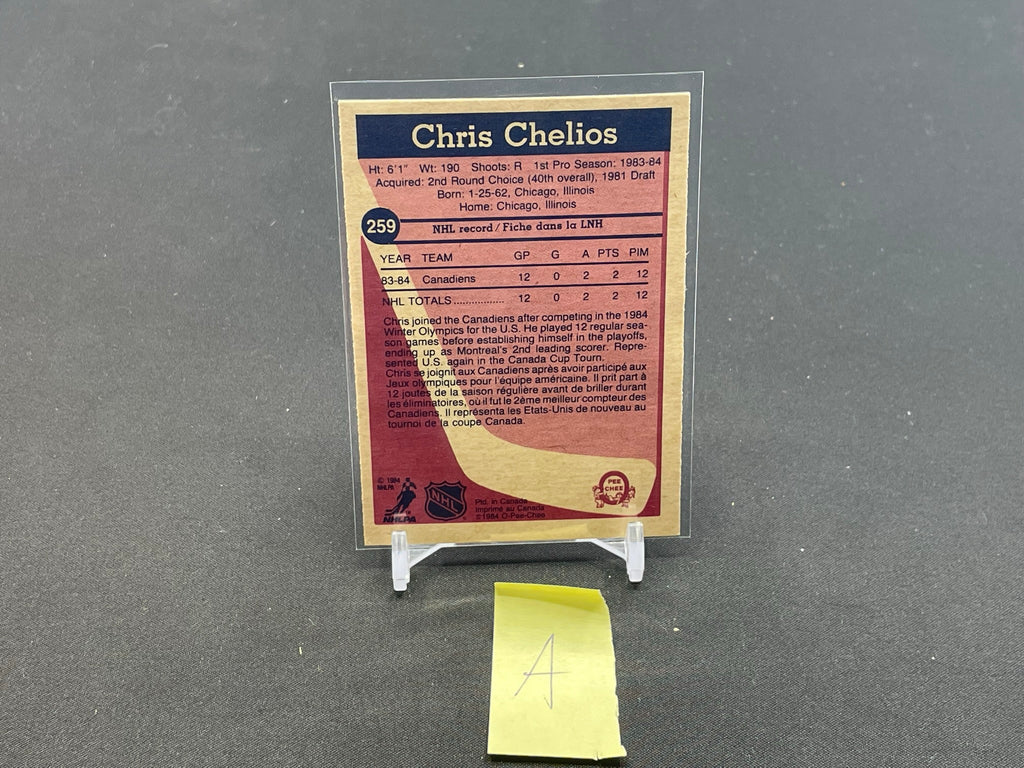 Chris Chelios
Ht: 6'1" Wt: 190 Shoots: R 1st Pro Season: 1983-84
Acquired: 2nd Round Choice (40th overall), 1981 Draft
Born: 1-25-62, Chicago, Illinois
Home: Chicago, Illinois
259 NHL record/Fiche dans la LNH
YEAR TEAM GP G A PTS PIM
83-84 Canadiens 12 0 2 2 12
NHL TOTALS................. 12 0 2 2 12
Chris joined the Canadiens after competing in the 1984
Winter Olympics for the U.S. He played 12 regular sea-
son games before establishing himself in the playoffs,
ending up as Montreal's 2nd leading scorer. Repre-
sented U.S. again in the Canada Cup Tourn.
Chris se joignit aux Canadiens après avoir participé aux
Jeux olympiques pour l'équipe américaine. Il prit part à
12 joutes de la saison régulière avant de briller durant
les éliminatoires, où il fut le 2ème meilleur compteur des
Canadiens. Il représenta les Etats-Unis de nouveau au
tournoi de la coupe Canada.
© 1984
NHLPA
NHLPA
NHL
Ptd. in Canada
Imprimé au Canada
©1984 O-Pee-Chee
PEE
CHEE
A